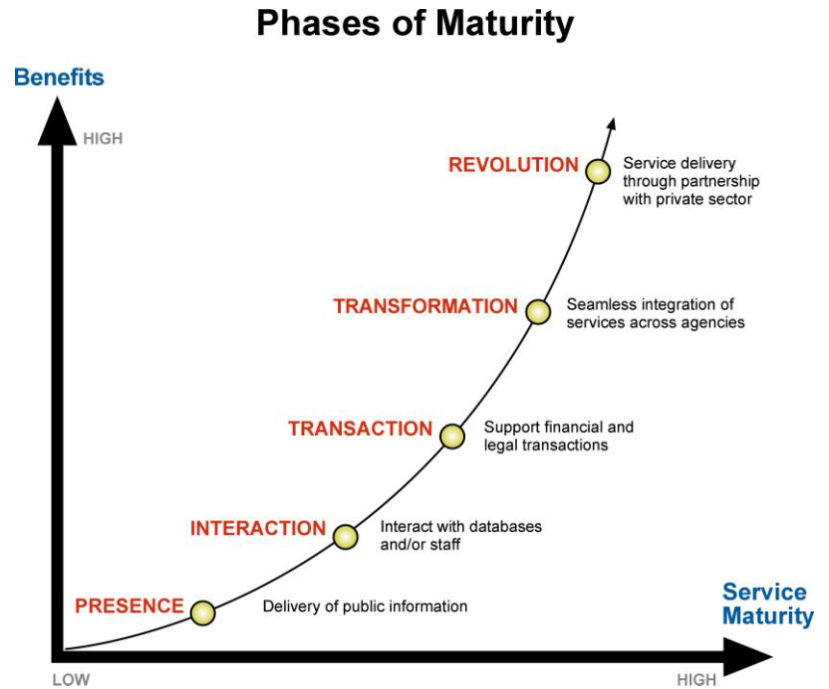 Phases of Maturity
Benefits
HIGH
REVOLUTION
Service delivery
through partnership
with private sector
TRANSFORMATION
Seamless integration of
services across agencies
TRANSACTION
Support financial and
legal transactions
INTERACTION
Interact with databases
and/or staff
PRESENCE
Delivery of public information
Service
Maturity
LOW
HIGH